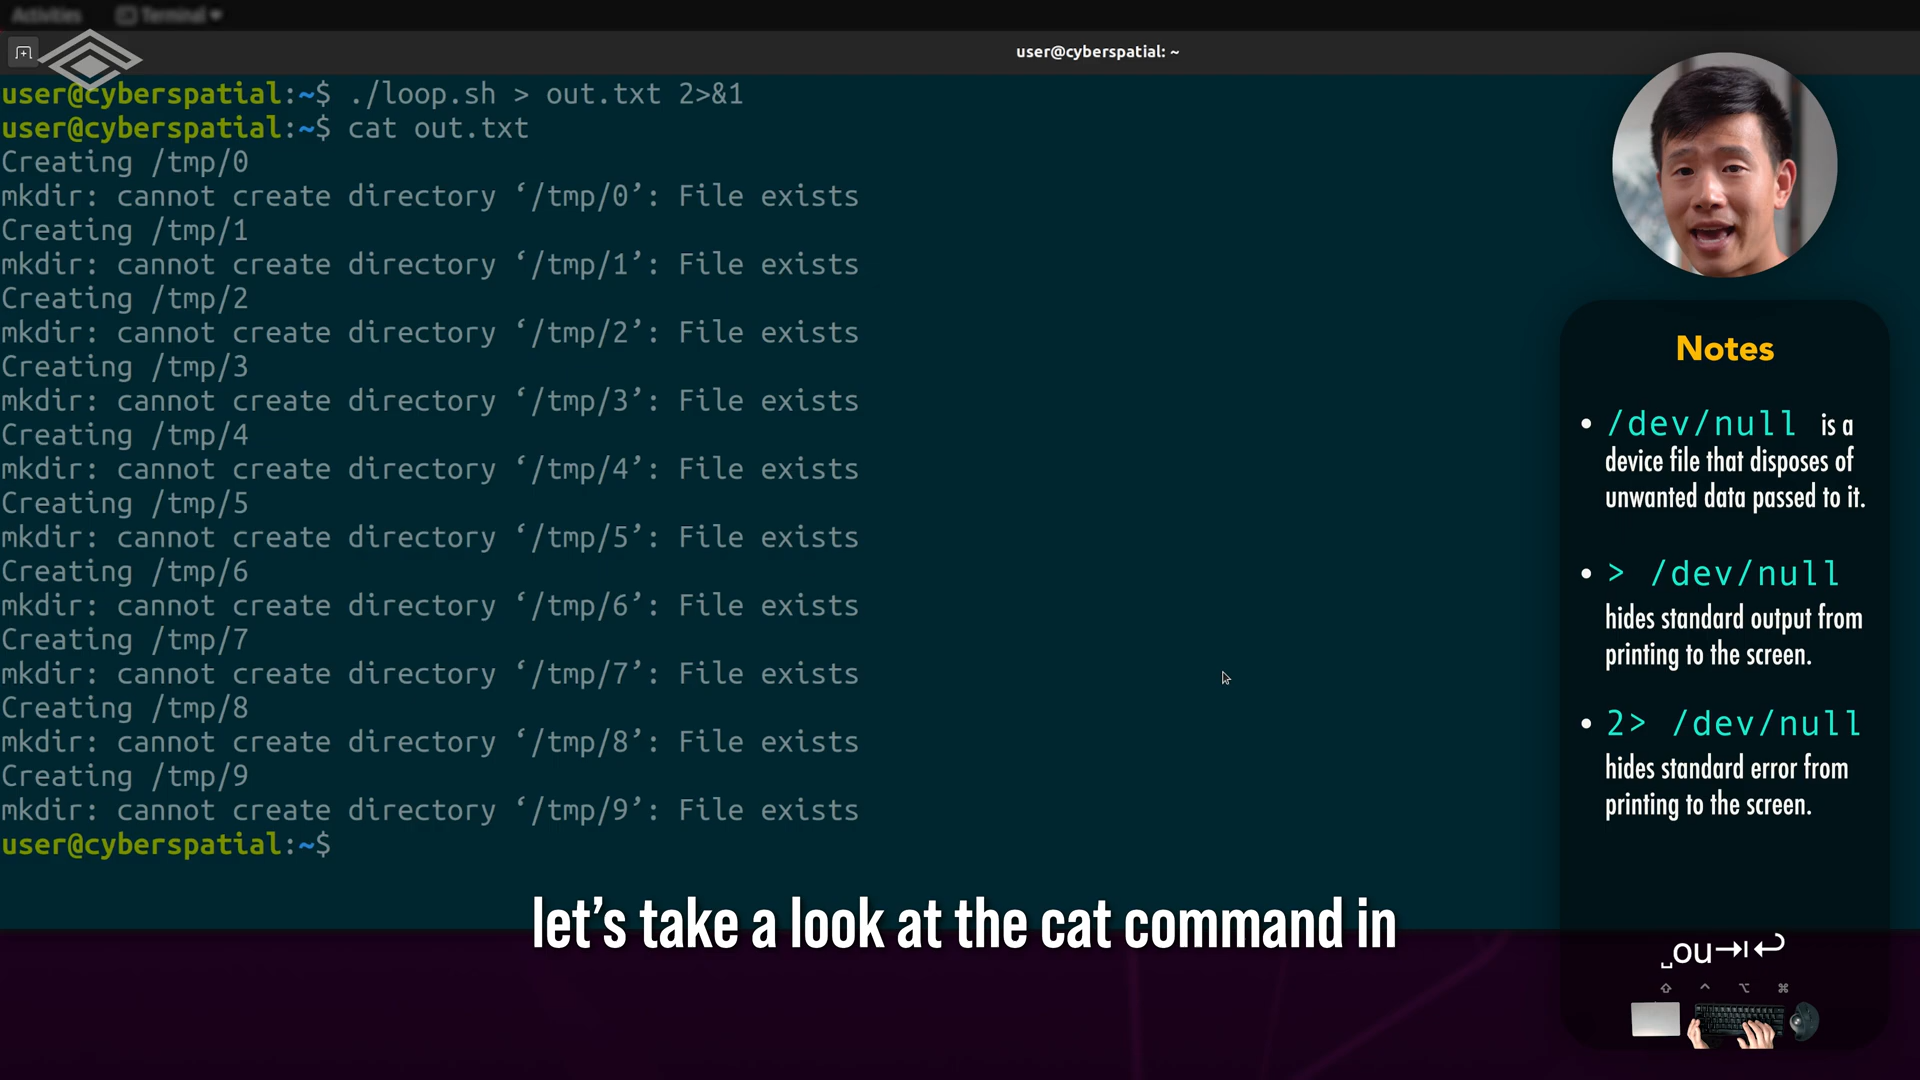 Activities Terminal
user@cyberspatial: ~
user@cyberspatial:~$ ./loop.sh > out.txt 2>&1
user@cyberspatial:~$ cat out.txt
Creating /tmp/0
mkdir: cannot create directory ‘/tmp/0’: File exists
Creating /tmp/1
mkdir: cannot create directory ‘/tmp/1’: File exists
Creating /tmp/2
mkdir: cannot create directory ‘/tmp/2’: File exists
Creating /tmp/3
mkdir: cannot create directory ‘/tmp/3’: File exists
Creating /tmp/4
mkdir: cannot create directory ‘/tmp/4’: File exists
Creating /tmp/5
mkdir: cannot create directory ‘/tmp/5’: File exists
Creating /tmp/6
mkdir: cannot create directory ‘/tmp/6’: File exists
Creating /tmp/7
mkdir: cannot create directory ‘/tmp/7’: File exists
Creating /tmp/8
mkdir: cannot create directory ‘/tmp/8’: File exists
Creating /tmp/9
mkdir: cannot create directory ‘/tmp/9’: File exists
user@cyberspatial:~$
Notes
• /dev/null is a
device file that disposes of
unwanted data passed to it.
• > /dev/null
hides standard output from
printing to the screen.
• 2> /dev/null
hides standard error from
printing to the screen.
let’s take a look at the cat command in
␣ou⇥↩
⇧ ^ ⌥ ⌘